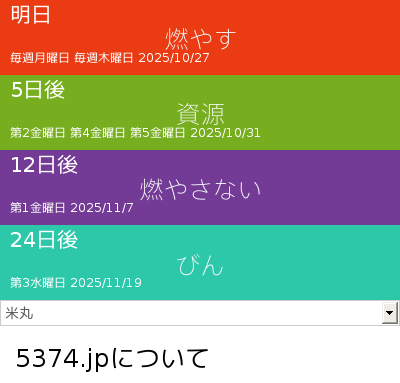 明日
燃やす
毎週月曜日 毎週木曜日 2025/10/27
5日後
資源
第2金曜日 第4金曜日 第5金曜日 2025/10/31
12日後
燃やさない
第1金曜日 2025/11/7
24日後
びん
第3水曜日 2025/11/19
米丸
5374.jpについて